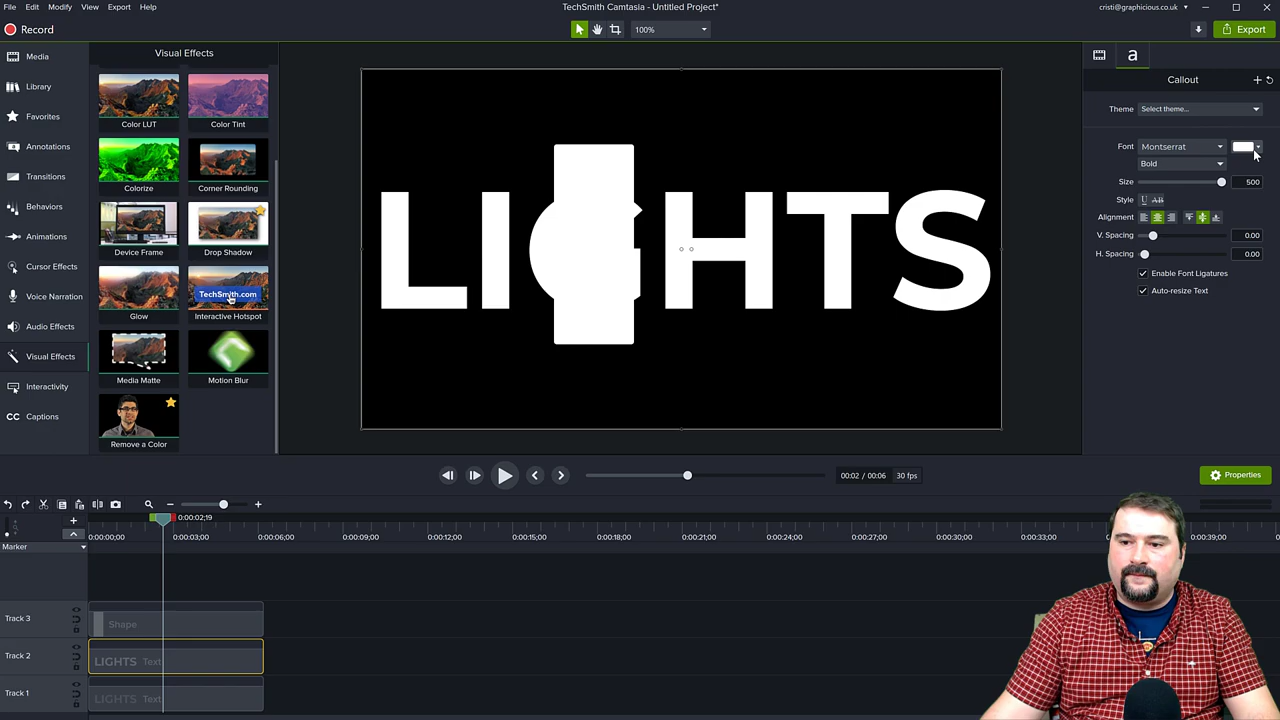 File Edit Modify View Export Help
TechSmith Camtasia - Untitled Project*
cristi@graphicious.co.uk
Record
100%
Export
Media
Library
Favorites
Annotations
Transitions
Behaviors
Animations
Cursor Effects
Voice Narration
Audio Effects
Visual Effects
Interactivity
CC Captions
Visual Effects
Color LUT
Color Tint
Colorize
Corner Rounding
Device Frame
Drop Shadow
Glow
TechSmith.com
Interactive Hotspot
Media Matte
Motion Blur
Remove a Color
LIGHTS
a
Callout
Theme Select theme...
Font Montserrat
Bold
Size 500
Style U AB
Alignment
V. Spacing 0.00
H. Spacing 0.00
Enable Font Ligatures
Auto-resize Text
00:02 / 00:06 30 fps
Properties
0:00:02;19
0:00:00;00 0:00:03;00 0:00:06;00 0:00:09;00 0:00:12;00 0:00:15;00 0:00:18;00 0:00:21;00 0:00:24;00 0:00:27;00 0:00:30;00 0:00:33;00 0:00:39;00
Marker
Track 3
Shape
Track 2
LIGHTS Text
Track 1
LIGHTS Text